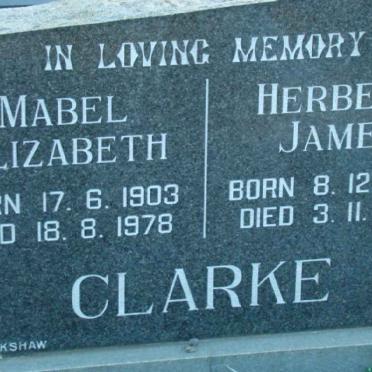 IN LOVING MEMORY
MABEL
LIZABETH
RN 17. 6. 1903
D 18. 8. 1978
HERBE
JAME
BORN 8. 12
DIED 3. 11.
CLARKE
KSHAW